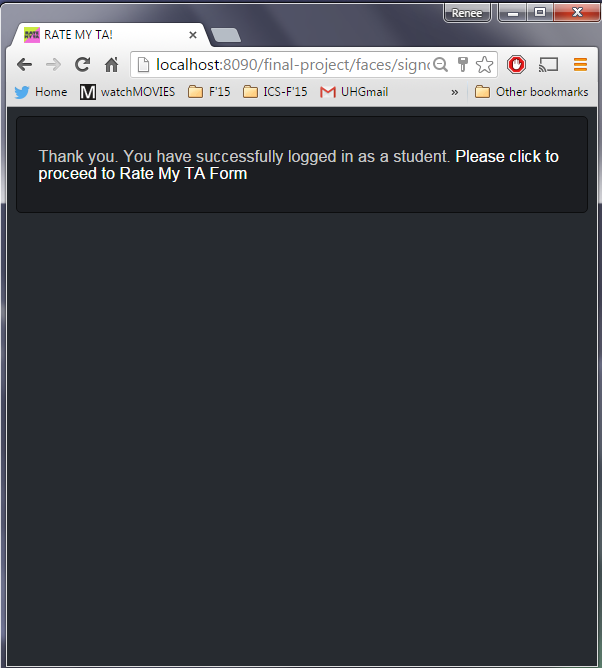 Renee
RATE MY TA!
localhost:8090/final-project/faces/sign
Home watchMOVIES F'15 ICS-F'15 UHGmail » Other bookmarks
Thank you. You have successfully logged in as a student. Please click to
proceed to Rate My TA Form